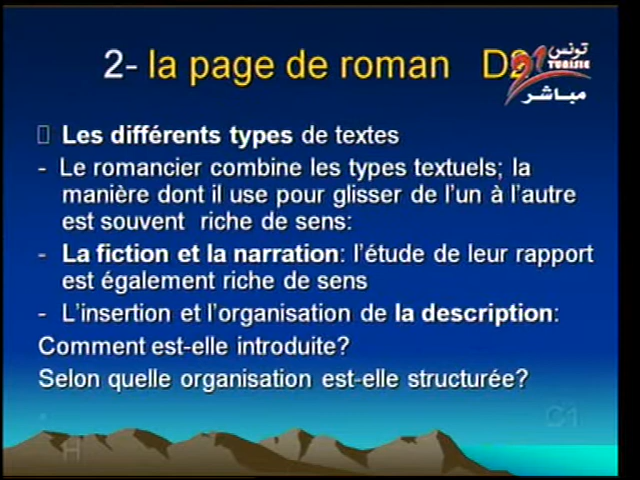 2- la page de roman D2
تونس
21
TUNISIE
مباشر
Les différents types de textes
- Le romancier combine les types textuels; la
manière dont il use pour glisser de l'un à l'autre
est souvent riche de sens:
- La fiction et la narration: l'étude de leur rapport
est également riche de sens
- L'insertion et l'organisation de la description:
Comment est-elle introduite?
Selon quelle organisation est-elle structurée?
C1
H